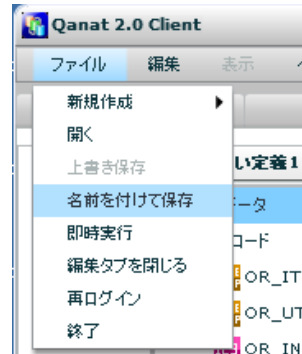 Qanat 2.0 Client
ファイル 編集 表示
新規作成
開く
上書き保存
名前を付けて保存
即時実行
編集タブを閉じる
再ログイン
終了
い定義1
ータ
コード
OR_IT
OR_UT
OR_IN